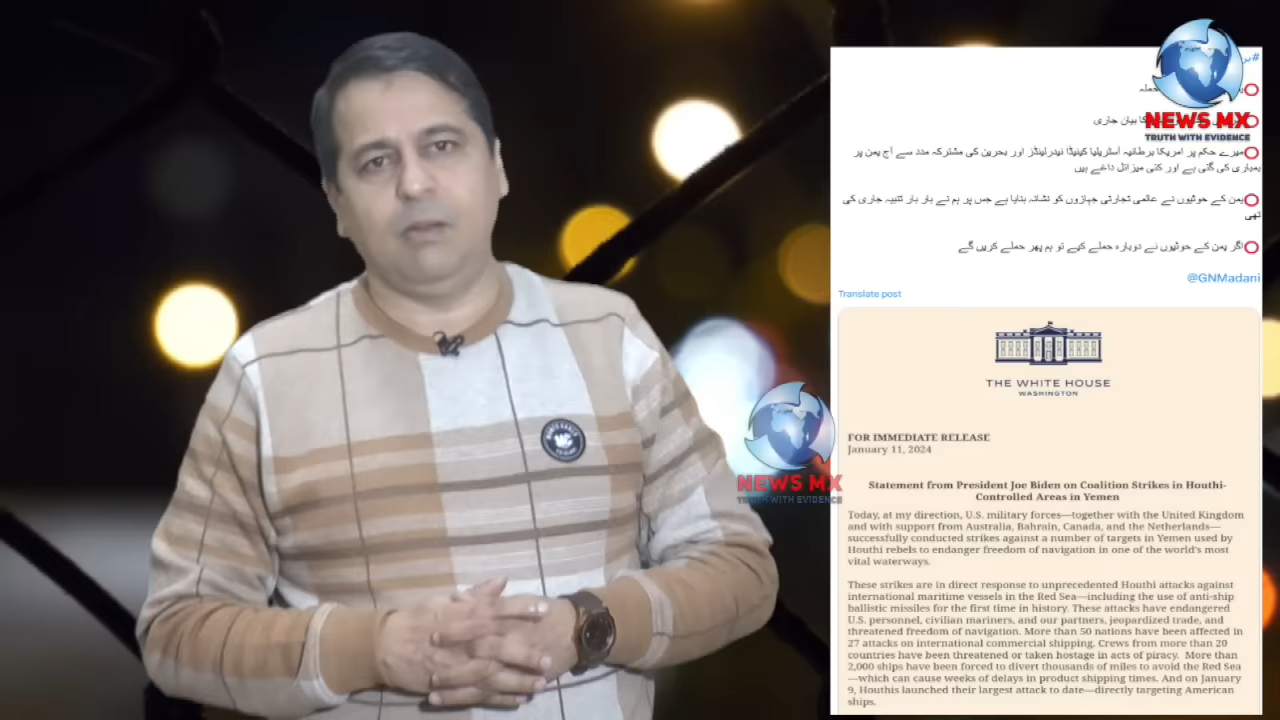 #بر
حملہ
کا بیان جاری
میرے حکم پر امریکا برطانیہ آسٹریلیا کینیڈا نیدرلینڈز اور بحرین کی مشترکہ مدد سے آج یمن پر
بمباری کی گئی ہے اور کئی میزائل داغے ہیں
یمن کے حوثیوں نے عالمی تجارتی جہازوں کو نشانہ بنایا ہے جس پر ہم نے بار بار تنبیہ جاری کی
تھی
اگر یمن کے حوثیوں نے دوبارہ حملے کیے تو ہم پھر حملے کریں گے
@GNMadani
Translate post
THE WHITE HOUSE
WASHINGTON
FOR IMMEDIATE RELEASE
January 11, 2024
Statement from President Joe Biden on Coalition Strikes in Houthi-
Controlled Areas in Yemen
Today, at my direction, U.S. military forces—together with the United Kingdom
and with support from Australia, Bahrain, Canada, and the Netherlands—
successfully conducted strikes against a number of targets in Yemen used by
Houthi rebels to endanger freedom of navigation in one of the world's most
vital waterways.
These strikes are in direct response to unprecedented Houthi attacks against
international maritime vessels in the Red Sea—including the use of anti-ship
ballistic missiles for the first time in history. These attacks have endangered
U.S. personnel, civilian mariners, and our partners, jeopardized trade, and
threatened freedom of navigation. More than 50 nations have been affected in
27 attacks on international commercial shipping. Crews from more than 20
countries have been threatened or taken hostage in acts of piracy. More than
2,000 ships have been forced to divert thousands of miles to avoid the Red Sea
—which can cause weeks of delays in product shipping times. And on January
9, Houthis launched their largest attack to date—directly targeting American
ships.
NEWS MX
TRUTH WITH EVIDENCE
NEWS MX
TRUTH WITH EVIDENCE